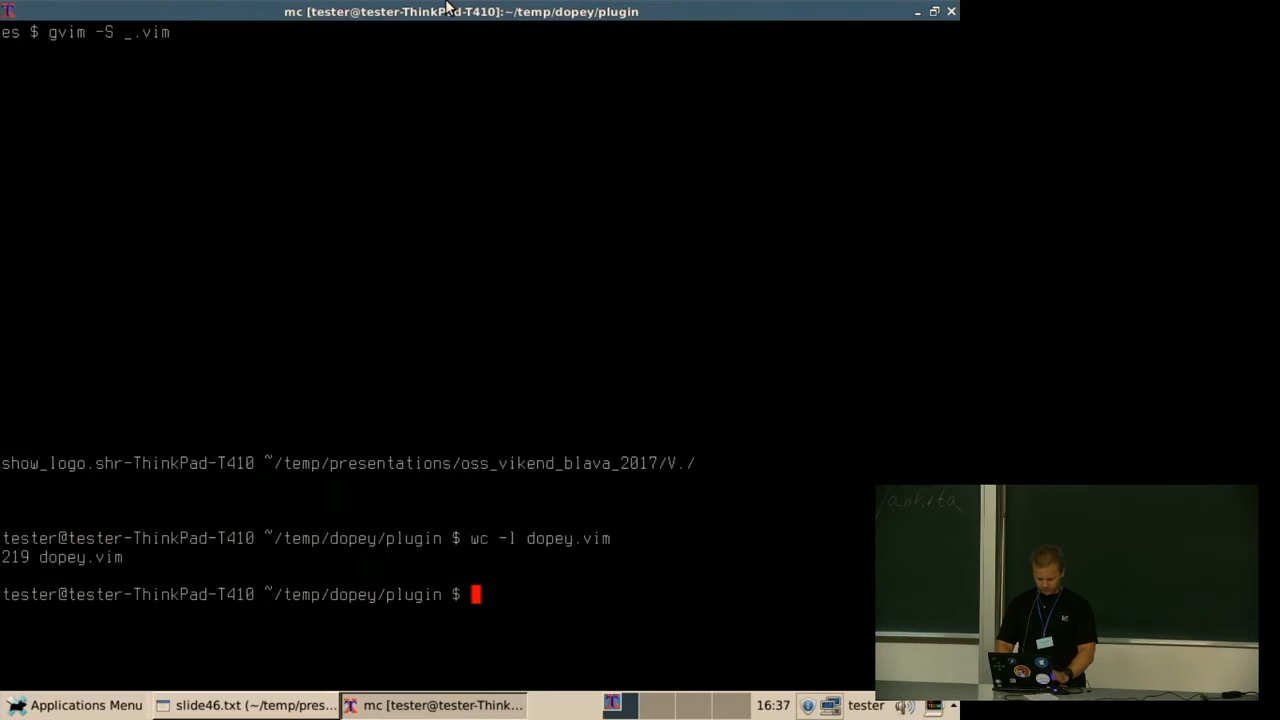 mc [tester@tester-ThinkPad-T410]:~/temp/dopey/plugin
es $ gvim -S _.vim
show_logo.shr-ThinkPad-T410 ~/temp/presentations/oss_vikend_blava_2017/V./
tester@tester-ThinkPad-T410 ~/temp/dopey/plugin $ wc -l dopey.vim
219 dopey.vim
tester@tester-ThinkPad-T410 ~/temp/dopey/plugin $
/anketa
Applications Menu
slide46.txt (~/temp/pres...
mc [tester@tester-Think...
16:37
tester